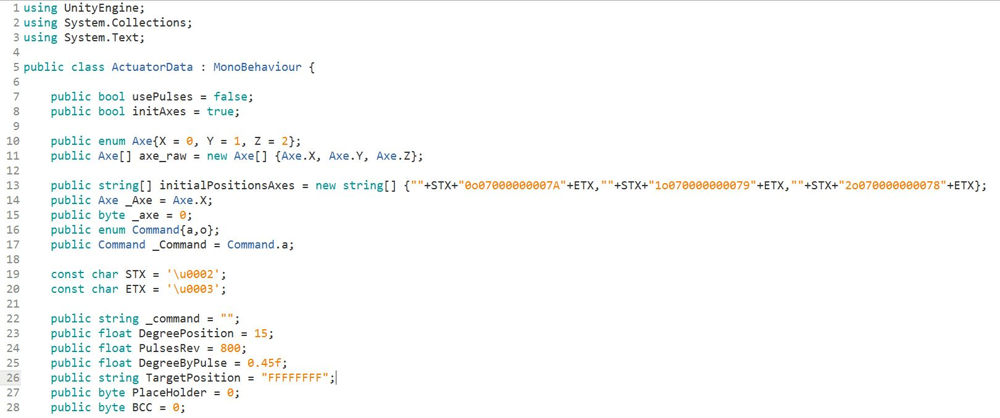 1 using UnityEngine;
2 using System.Collections;
3 using System.Text;
4
5 public class ActuatorData : MonoBehaviour {
6
7     public bool usePulses = false;
8     public bool initAxes = true;
9
10     public enum Axe{X = 0, Y = 1, Z = 2};
11     public Axe[] axe_raw = new Axe[] {Axe.X, Axe.Y, Axe.Z};
12
13     public string[] initialPositionsAxes = new string[] {""+STX+"0o07000000007A"+ETX,""+STX+"1o070000000079"+ETX,""+STX+"2o070000000078"+ETX};
14     public Axe _Axe = Axe.X;
15     public byte _axe = 0;
16     public enum Command{a,o};
17     public Command _Command = Command.a;
18
19     const char STX = '\u0002';
20     const char ETX = '\u0003';
21
22     public string _command = "";
23     public float DegreePosition = 15;
24     public float PulsesRev = 800;
25     public float DegreeByPulse = 0.45f;
26     public string TargetPosition = "FFFFFFFF";
27     public byte PlaceHolder = 0;
28     public byte BCC = 0;